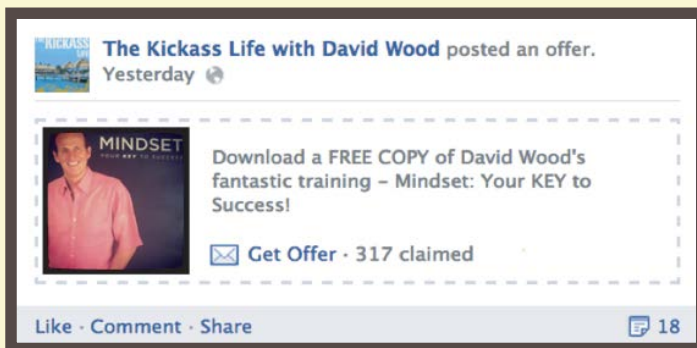 THE KICKASS
LIFE
The Kickass Life with David Wood posted an offer.
Yesterday
MINDSET
YOUR KEY TO SUCCESS
Download a FREE COPY of David Wood's
fantastic training – Mindset: Your KEY to
Success!
Get Offer · 317 claimed
Like · Comment · Share
18